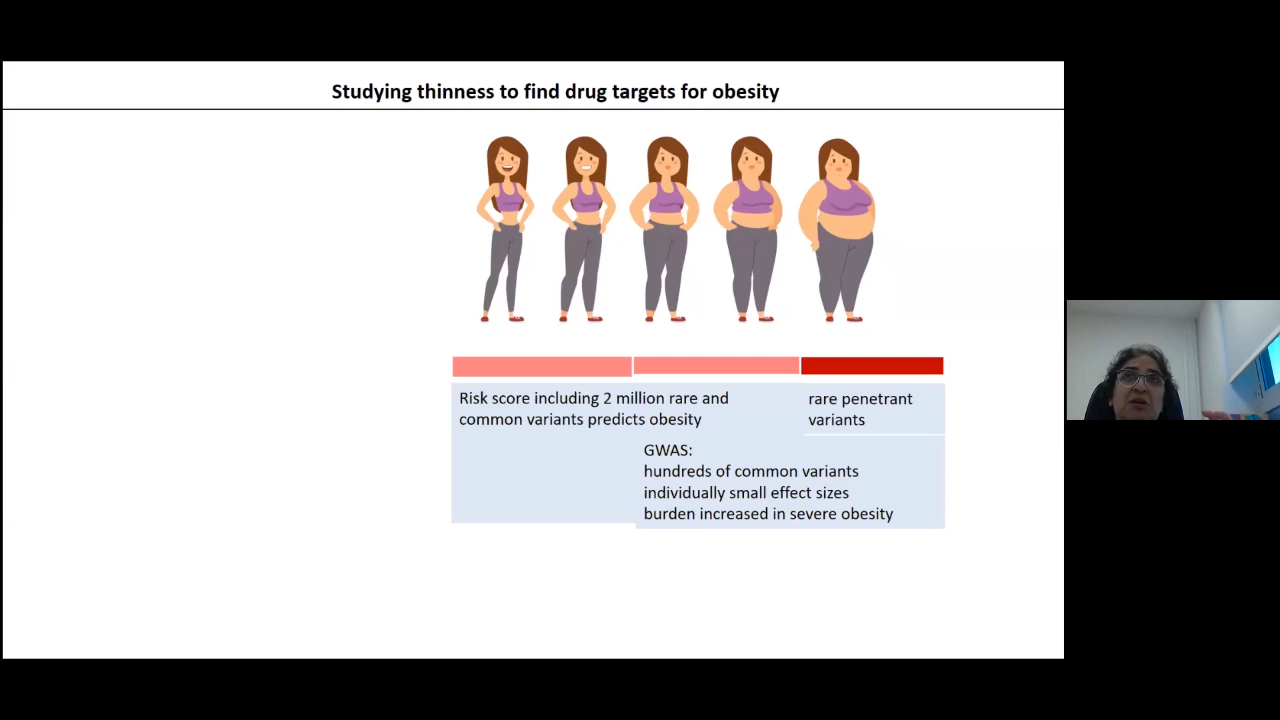 Studying thinness to find drug targets for obesity
Risk score including 2 million rare and
common variants predicts obesity
rare penetrant
variants
GWAS:
hundreds of common variants
individually small effect sizes
burden increased in severe obesity